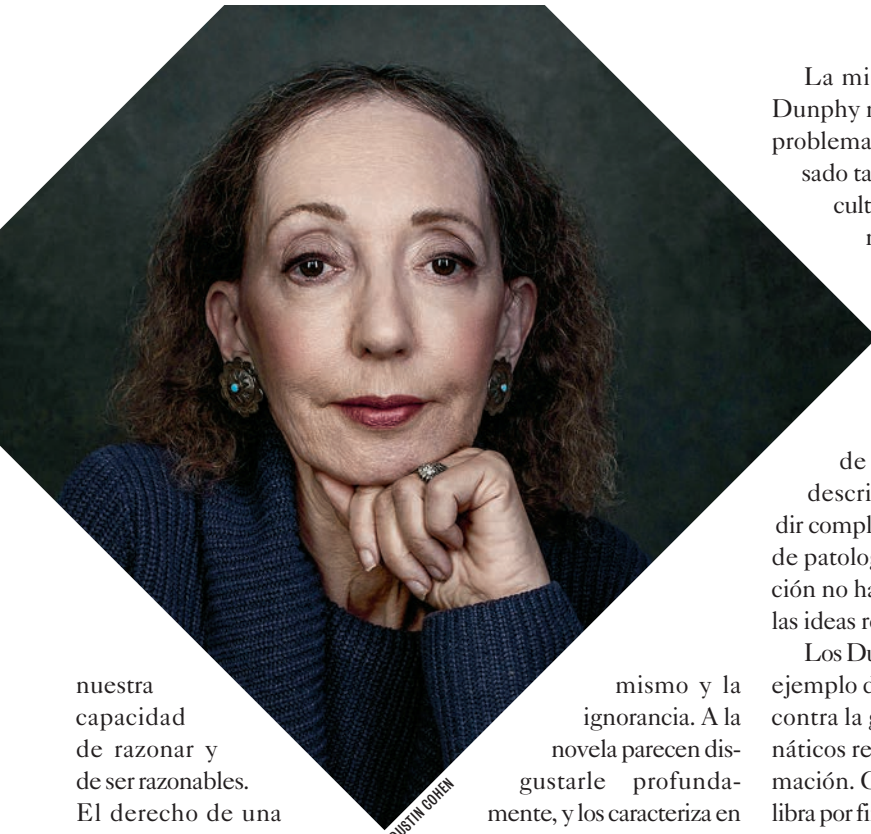 nuestra
capacidad
de razonar y
de ser razonables.
El derecho de una
DUSTIN COHEN
mismo y la
ignorancia. A la
novela parecen dis-
gustarle profunda-
mente, y los caracteriza en
La mi
Dunphy
problema
sado ta
cult
de
descri
dir compl
de patolog
ción no ha
las ideas r
Los Du
ejemplo d
contra la g
náticos re
mación. C
libra por fi